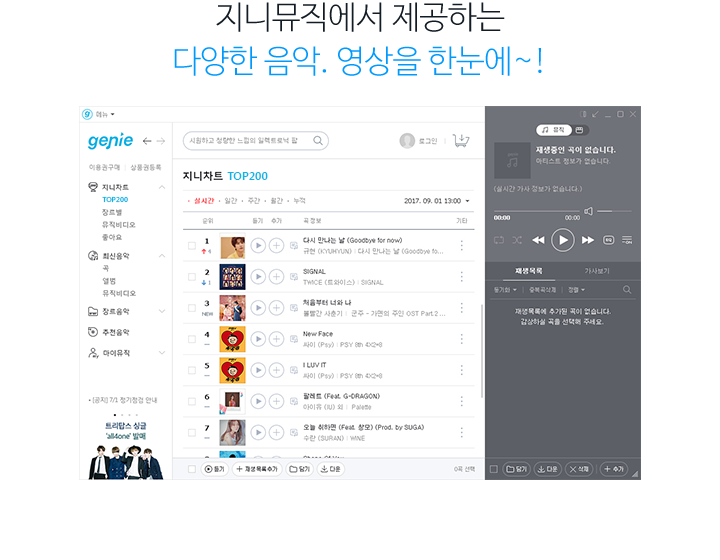 지니뮤직에서 제공하는
다양한 음악. 영상을 한눈에~!
메뉴
genie
이용권구매 | 상품권등록
지니차트
TOP200
장르별
뮤직비디오
좋아요
최신음악
곡
앨범
뮤직비디오
장르음악
추천음악
마이뮤직
• [공지] 7/1 정기점검 안내
트리탑스 싱글
'all4one' 발매
시원하고 청량한 느낌의 일렉트로닉 팝
로그인
지니차트 TOP200
• 실시간 • 일간 • 주간 • 월간 • 누적
2017. 09. 01 13:00
순위 듣기 추가 곡 정보 기타
1 다시 만나는 날 (Goodbye for now)
규현 (KYUHYUN) | 다시 만나는 날 (Goodbye fo...
2 SIGNAL
TWICE (트와이스) | SIGNAL
3 처음부터 너와 나
NEW 볼빨간 사춘기 | 군주 - 가면의 주인 OST Part.2 ...
4 New Face
싸이 (Psy) | PSY 8th 4X2=8
5 I LUV IT
싸이 (Psy) | PSY 8th 4X2=8
6 팔레트 (Feat. G-DRAGON)
아이유 (IU) 외 | Palette
7 오늘 취하면 (Feat. 창모) (Prod. by SUGA)
수란 (SURAN) | WINE
듣기 재생목록추가 담기 다운
0곡 선택
뮤직
재생중인 곡이 없습니다.
아티스트 정보가 없습니다.
(실시간 가사 정보가 없습니다.)
00:00 00:00
EQ
재생목록 가사보기
듣기화 중복곡삭제 정렬
재생목록에 추가된 곡이 없습니다.
감상하실 곡을 선택해 주세요.
담기 다운 삭제 추가